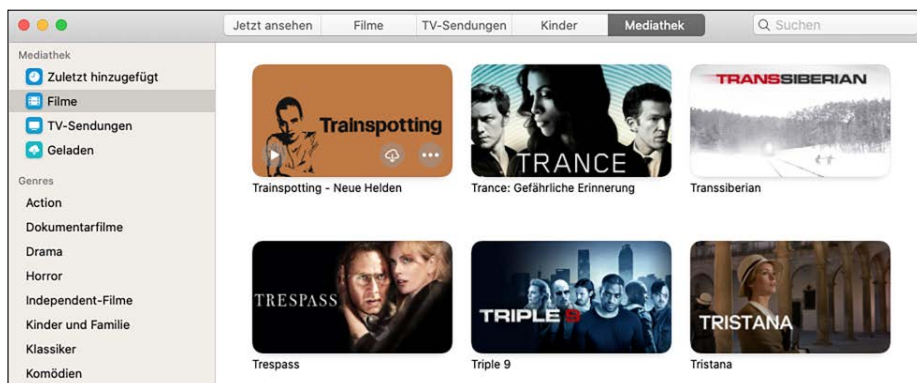 Jetzt ansehen Filme TV-Sendungen Kinder Mediathek Suchen
Mediathek
Zuletzt hinzugefügt
Filme
TV-Sendungen
Geladen
Genres
Action
Dokumentarfilme
Drama
Horror
Independent-Filme
Kinder und Familie
Klassiker
Komödien
Trainspotting
TRANCE
TRANSSIBERIAN
Trainspotting - Neue Helden
Trance: Gefährliche Erinnerung
Transsiberian
TRESPASS
TRIPLE 9
TRISTANA
Trespass
Triple 9
Tristana